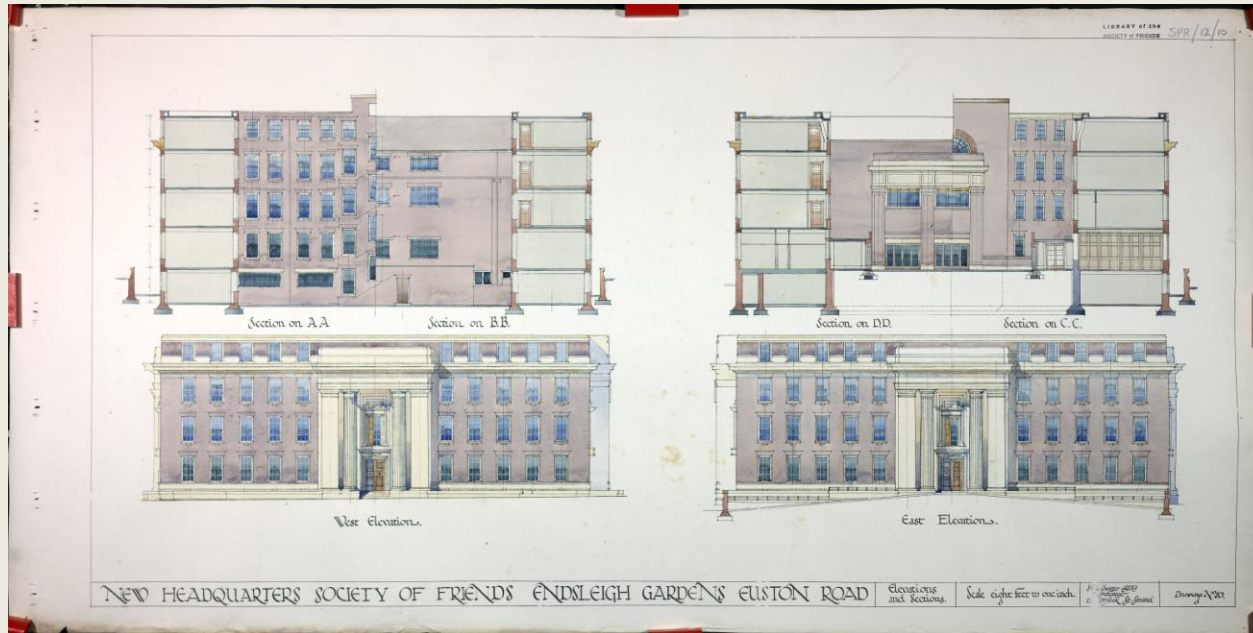 LIBRARY of the
SOCIETY of FRIENDS
SPR/12/10
Section on A.A
Section on B.B.
Section on D.D.
Section on C.C.
West Elevation.
East Elevation.
NEW HEADQUARTERS SOCIETY OF FRIENDS ENDSLEIGH GARDENS EUSTON ROAD
Elevations
and Sections.
Scale eight feet to one inch.
Drawing No 10.